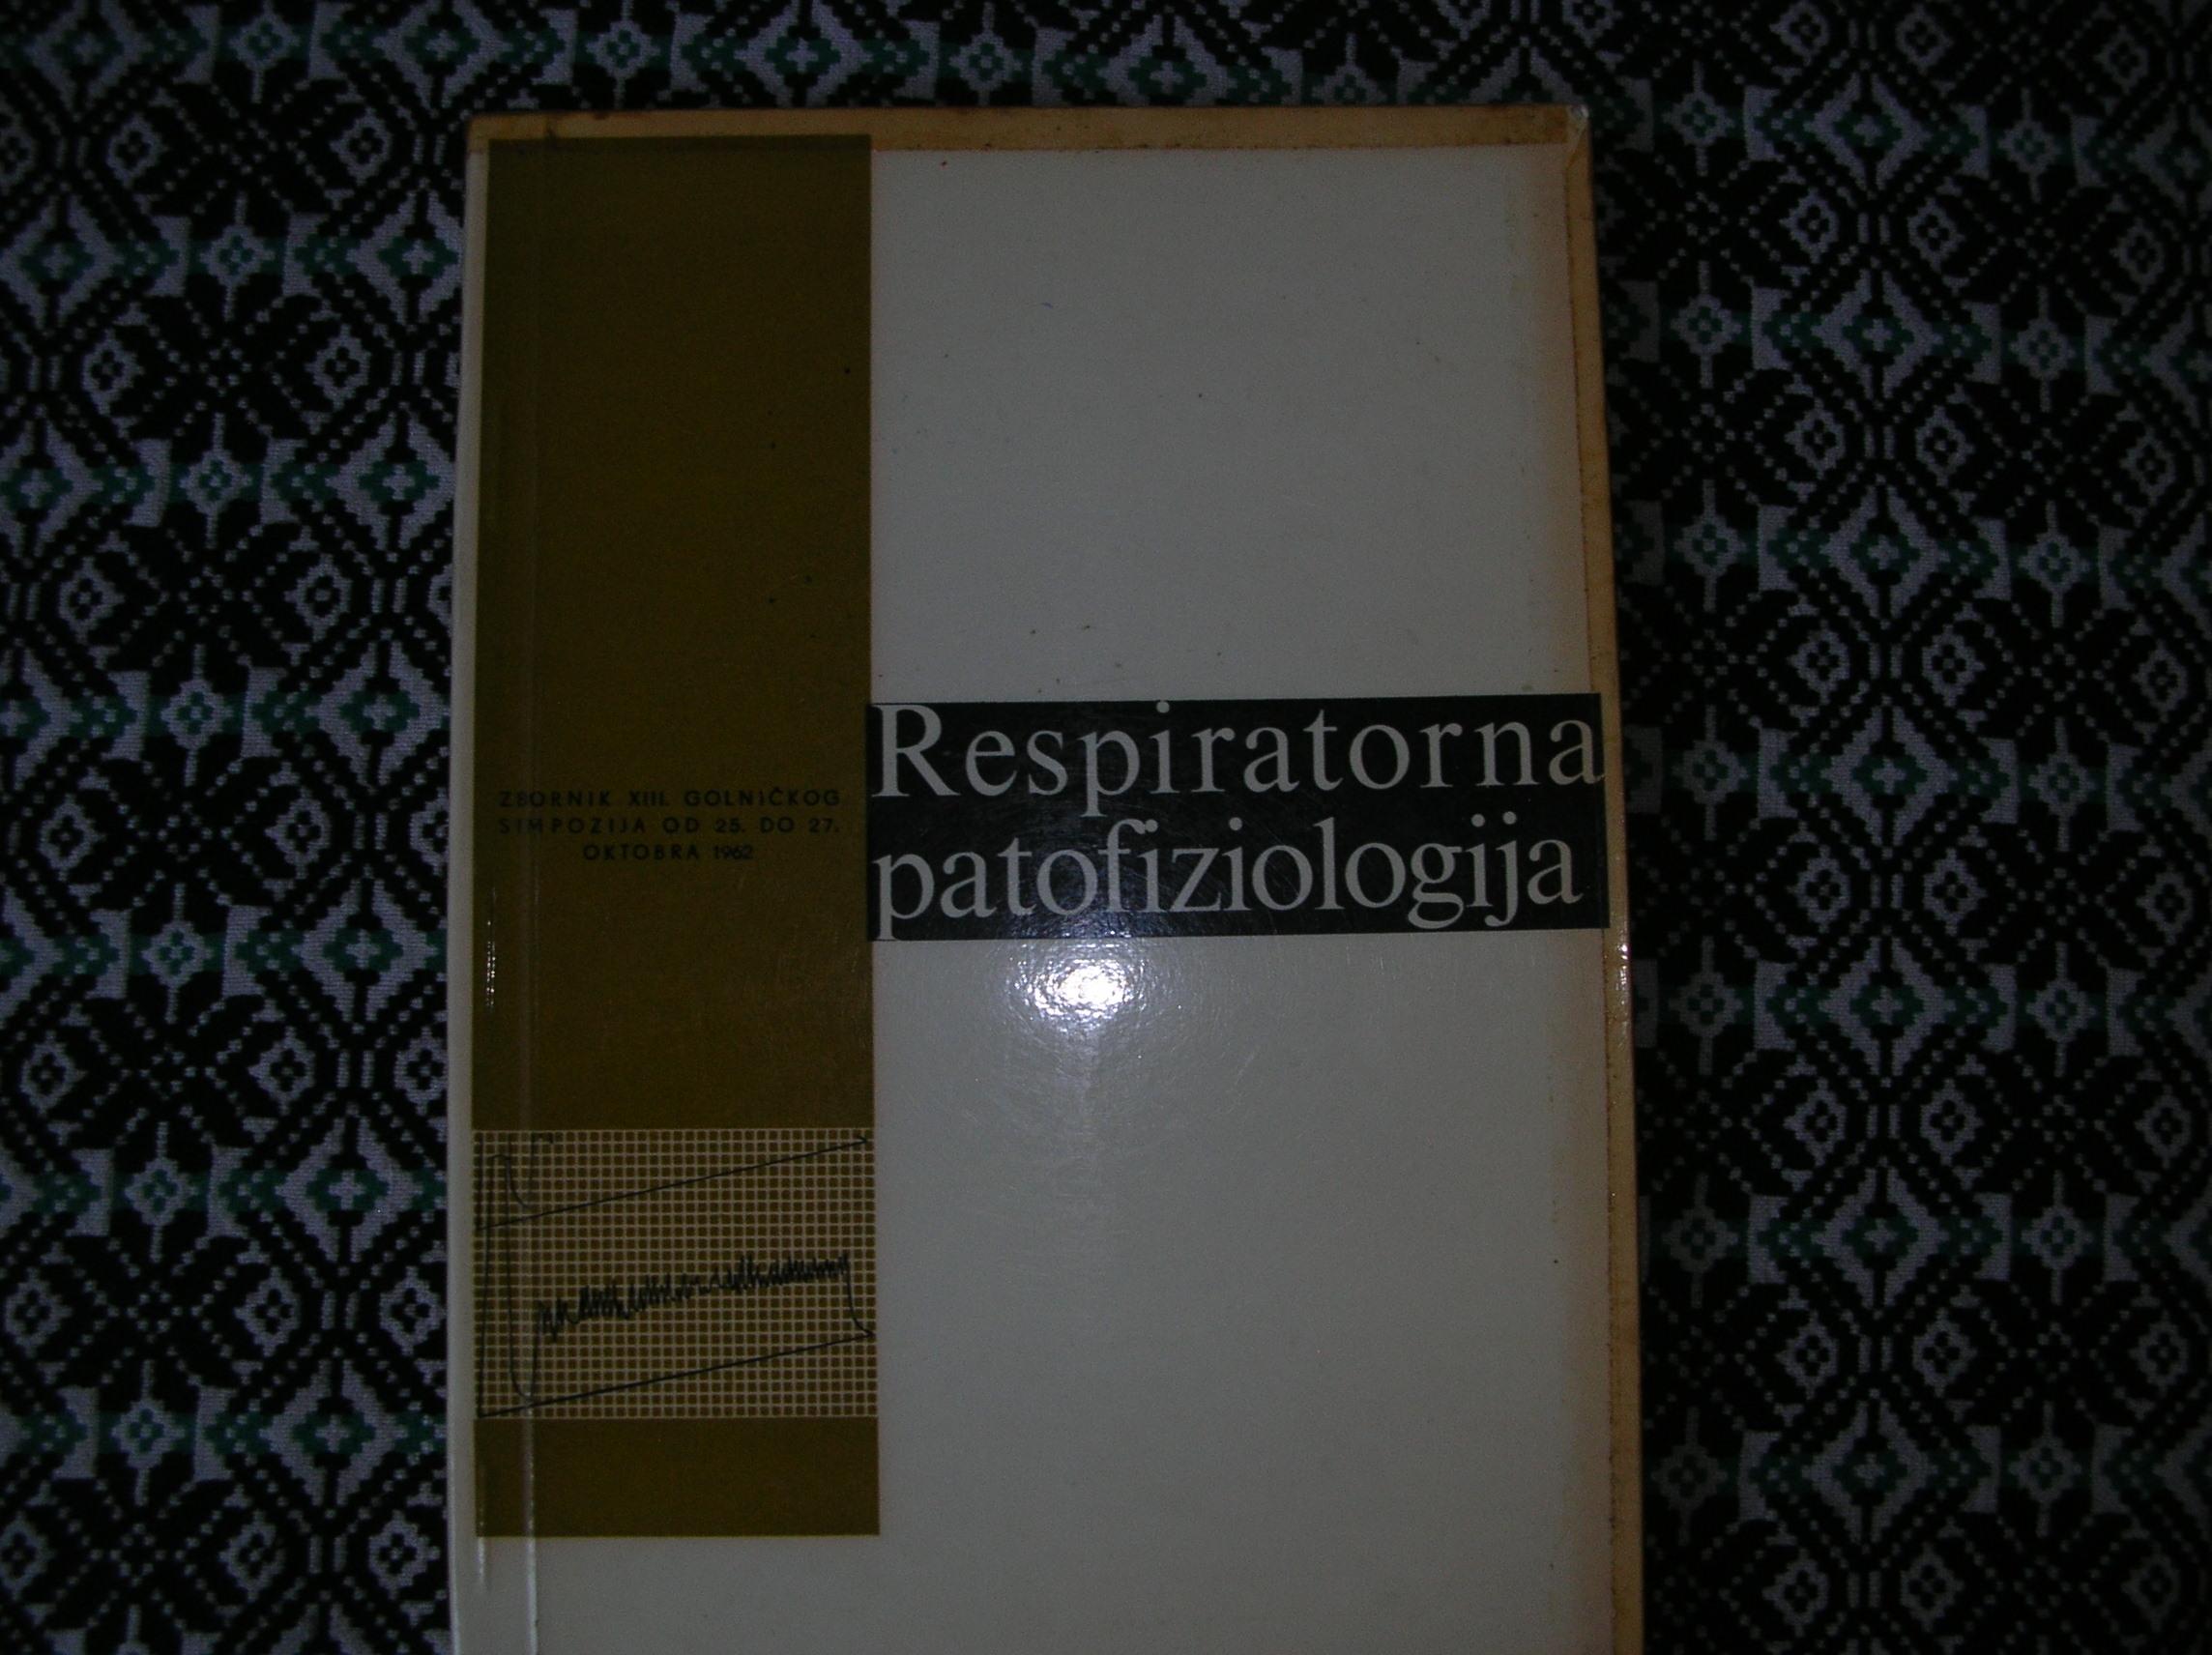 ZBORNIK XIII. GOLNIČKOG
SIMPOZIJA OD 25. DO 27.
OKTOBRA 1962
Respiratorna
patofiziologija